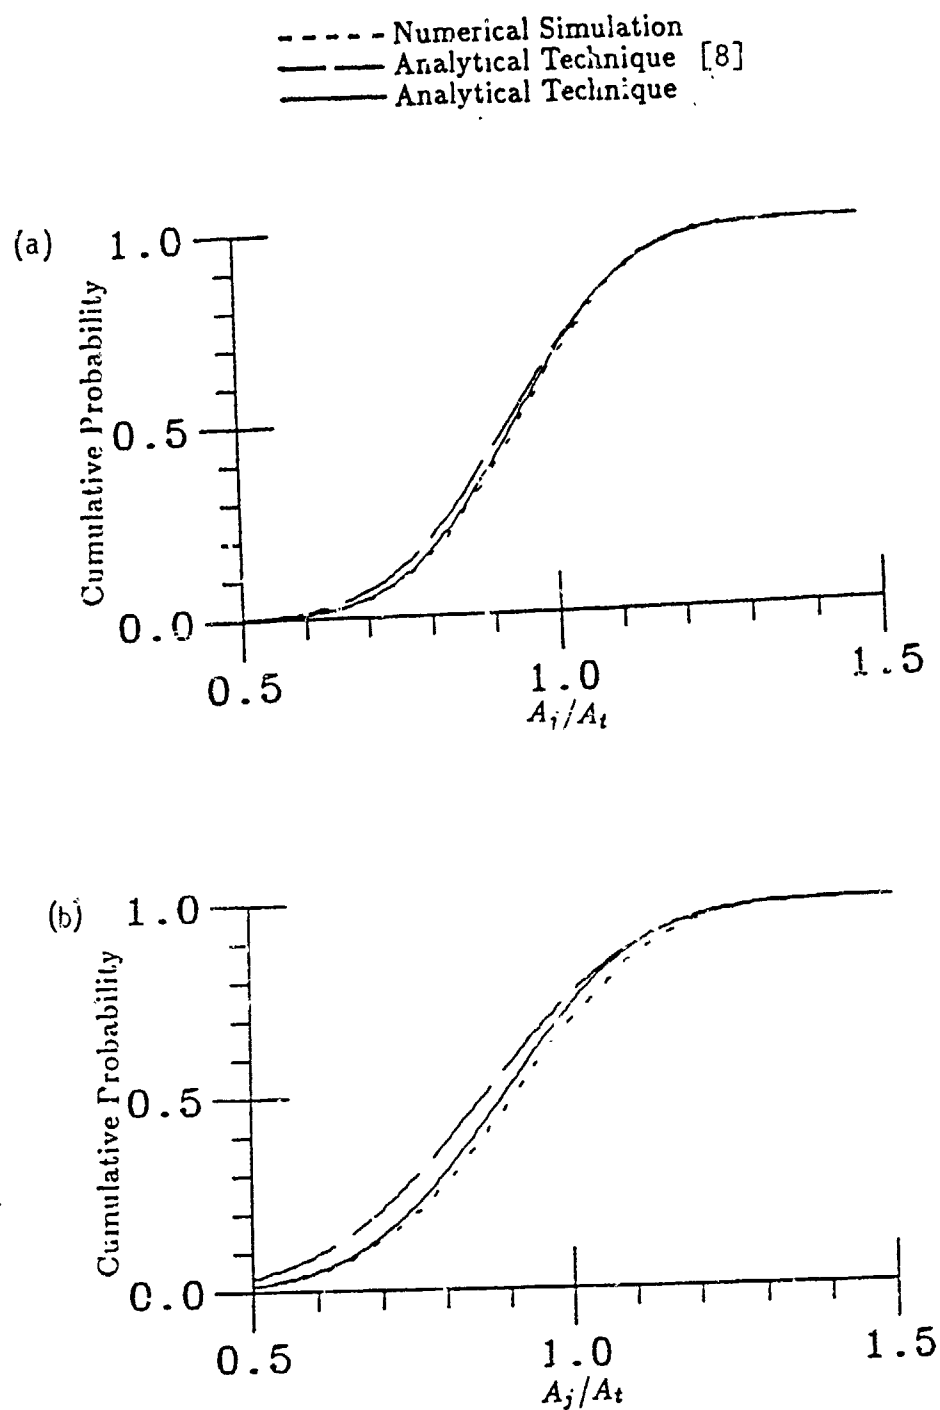 Numerical Simulation
Analytical Technique [8]
Analytical Technique
(a)
1.0
Cumulative Probability
0.5
0.0
0.5
1.0
1.5
A_j/A_t
(b)
1.0
Cumulative Probability
0.5
0.0
0.5
1.0
1.5
A_j/A_t